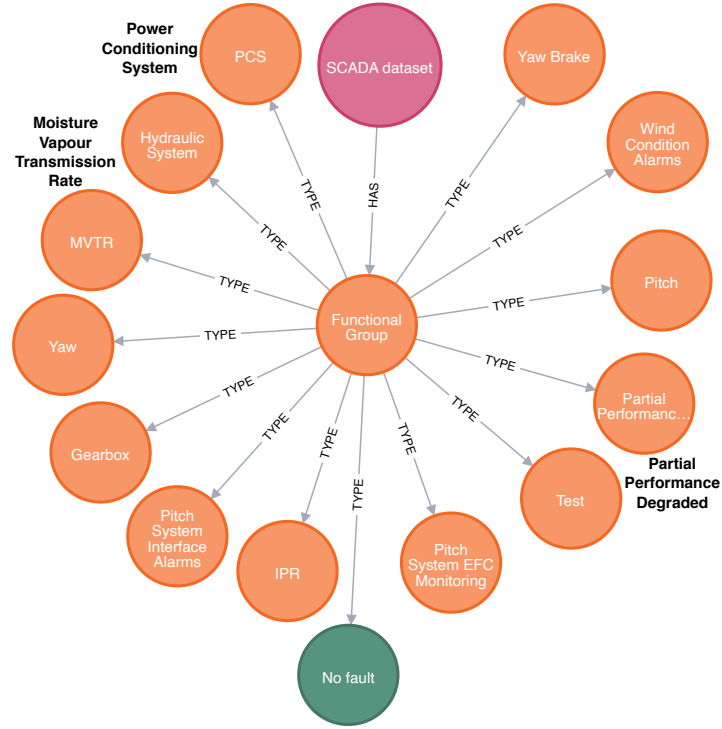 Power
Conditioning
System
PCS
SCADA dataset
Yaw Brake
Moisture
Vapour
Transmission
Rate
Hydraulic
System
Wind
Condition
Alarms
TYPE
HAS
TYPE
TYPE
TYPE
MVTR
TYPE
Pitch
TYPE
Functional
Group
Yaw
TYPE
TYPE
TYPE
Partial
Performanc…
Gearbox
TYPE
TYPE
TYPE
TYPE
TYPE
TYPE
Partial
Performance
Degraded
Test
Pitch
System
Interface
Alarms
IPR
Pitch
System EFC
Monitoring
No fault